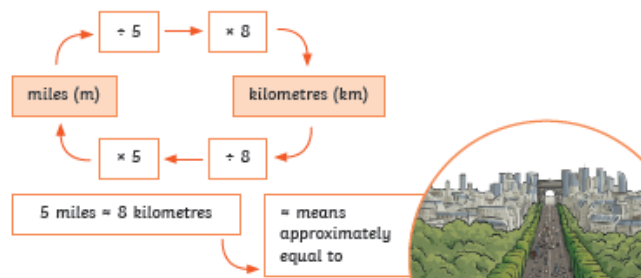 ÷ 5
× 8
miles (m)
kilometres (km)
× 5
÷ 8
5 miles ≈ 8 kilometres
≈ means
approximately
equal to